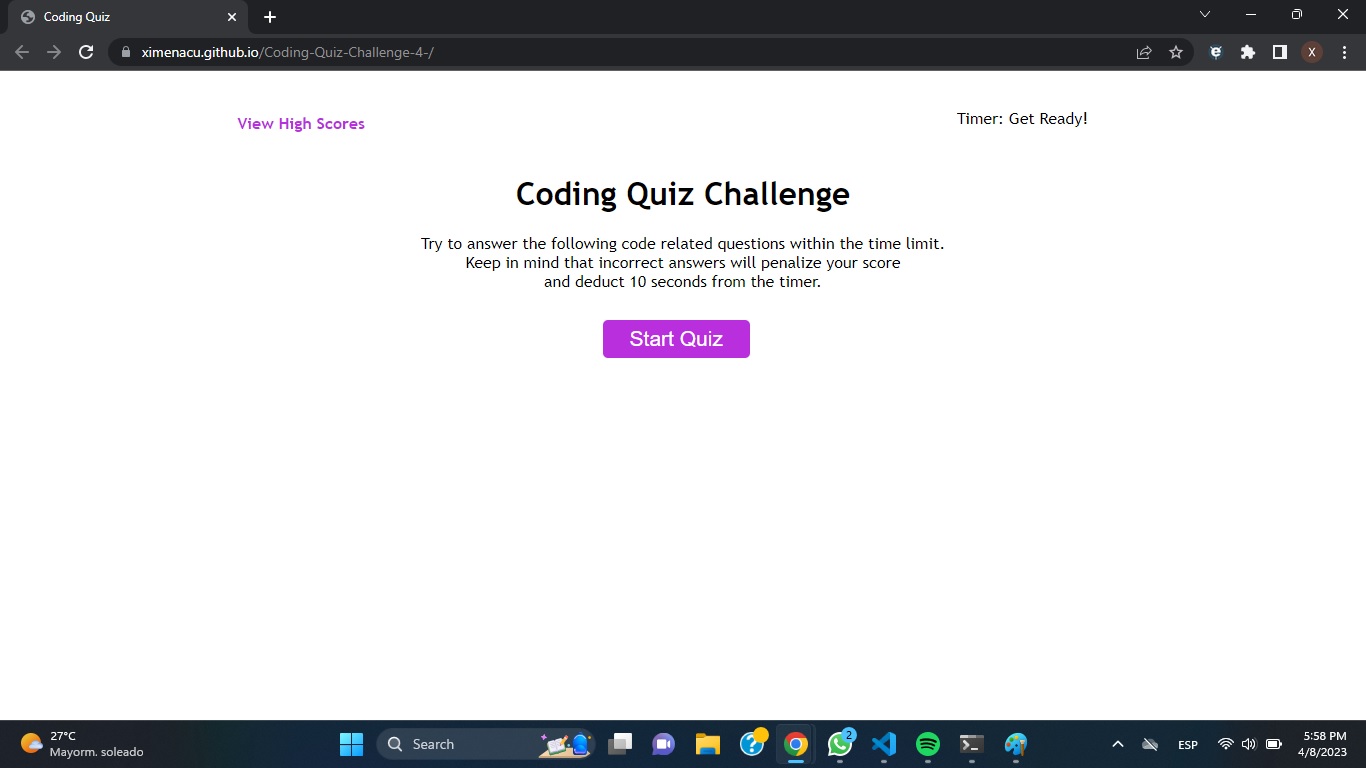 Coding Quiz
ximenacu.github.io/Coding-Quiz-Challenge-4-/
X
View High Scores
Timer: Get Ready!
Coding Quiz Challenge
Try to answer the following code related questions within the time limit.
Keep in mind that incorrect answers will penalize your score
and deduct 10 seconds from the timer.
Start Quiz
27°C
Mayorm. soleado
Search
2
ESP
5:58 PM
4/8/2023